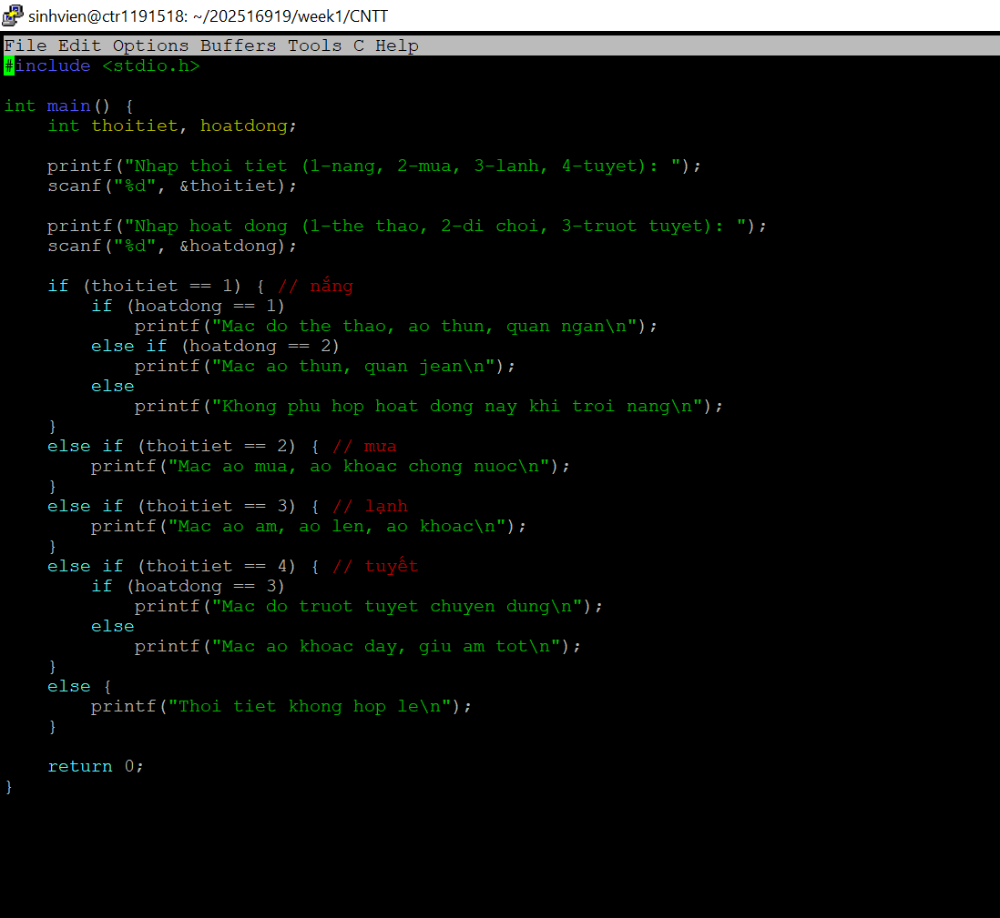 sinhvien@ctr1191518: ~/202516919/week1/CNTT
File Edit Options Buffers Tools C Help
#include <stdio.h>

int main() {
    int thoitiet, hoatdong;

    printf("Nhap thoi tiet (1-nang, 2-mua, 3-lanh, 4-tuyet): ");
    scanf("%d", &thoitiet);

    printf("Nhap hoat dong (1-the thao, 2-di choi, 3-truot tuyet): ");
    scanf("%d", &hoatdong);

    if (thoitiet == 1) { // nắng
        if (hoatdong == 1)
            printf("Mac do the thao, ao thun, quan ngan\n");
        else if (hoatdong == 2)
            printf("Mac ao thun, quan jean\n");
        else
            printf("Khong phu hop hoat dong nay khi troi nang\n");
    }
    else if (thoitiet == 2) { // mưa
        printf("Mac ao mua, ao khoac chong nuoc\n");
    }
    else if (thoitiet == 3) { // lạnh
        printf("Mac ao am, ao len, ao khoac\n");
    }
    else if (thoitiet == 4) { // tuyết
        if (hoatdong == 3)
            printf("Mac do truot tuyet chuyen dung\n");
        else
            printf("Mac ao khoac day, giu am tot\n");
    }
    else {
        printf("Thoi tiet khong hop le\n");
    }

    return 0;
}